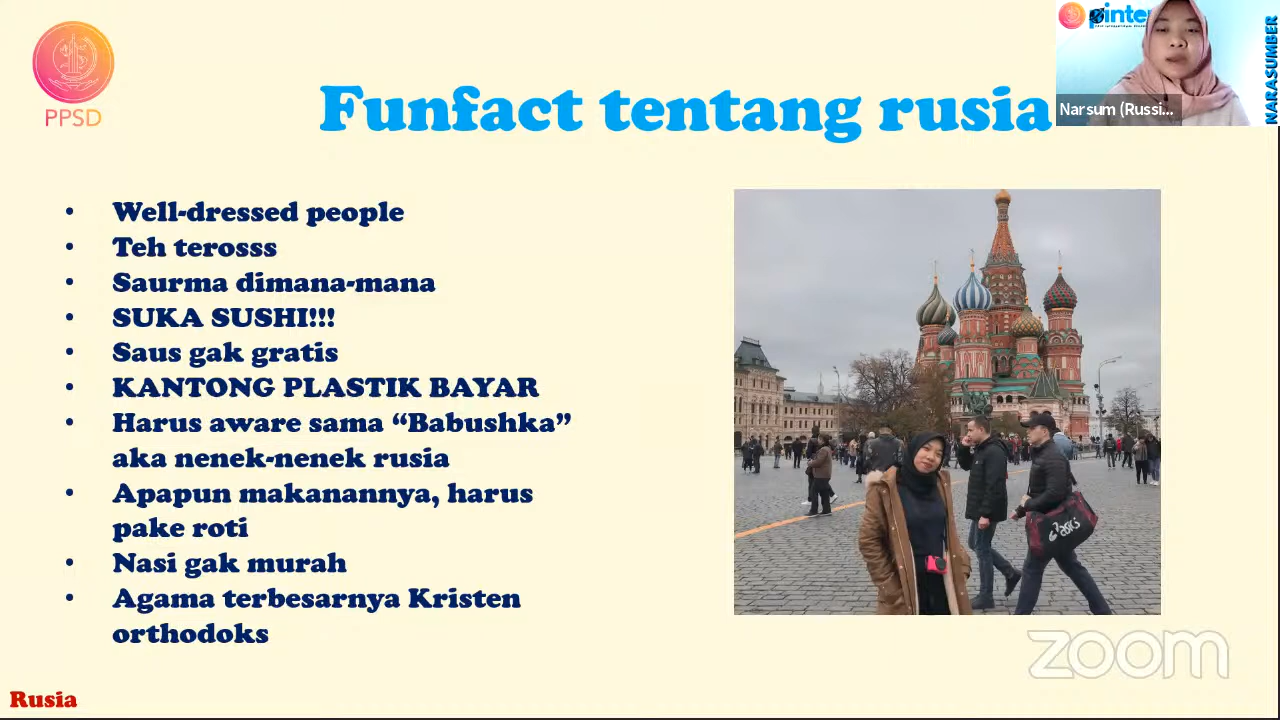 PPSD
Funfact tentang rusia
NARASUMBER
Narsum (Russi...
• Well-dressed people
• Teh terosss
• Saurma dimana-mana
• SUKA SUSHI!!!
• Saus gak gratis
• KANTONG PLASTIK BAYAR
• Harus aware sama “Babushka”
aka nenek-nenek rusia
• Apapun makanannya, harus
pake roti
• Nasi gak murah
• Agama terbesarnya Kristen
orthodoks
asics
zoom
Rusia